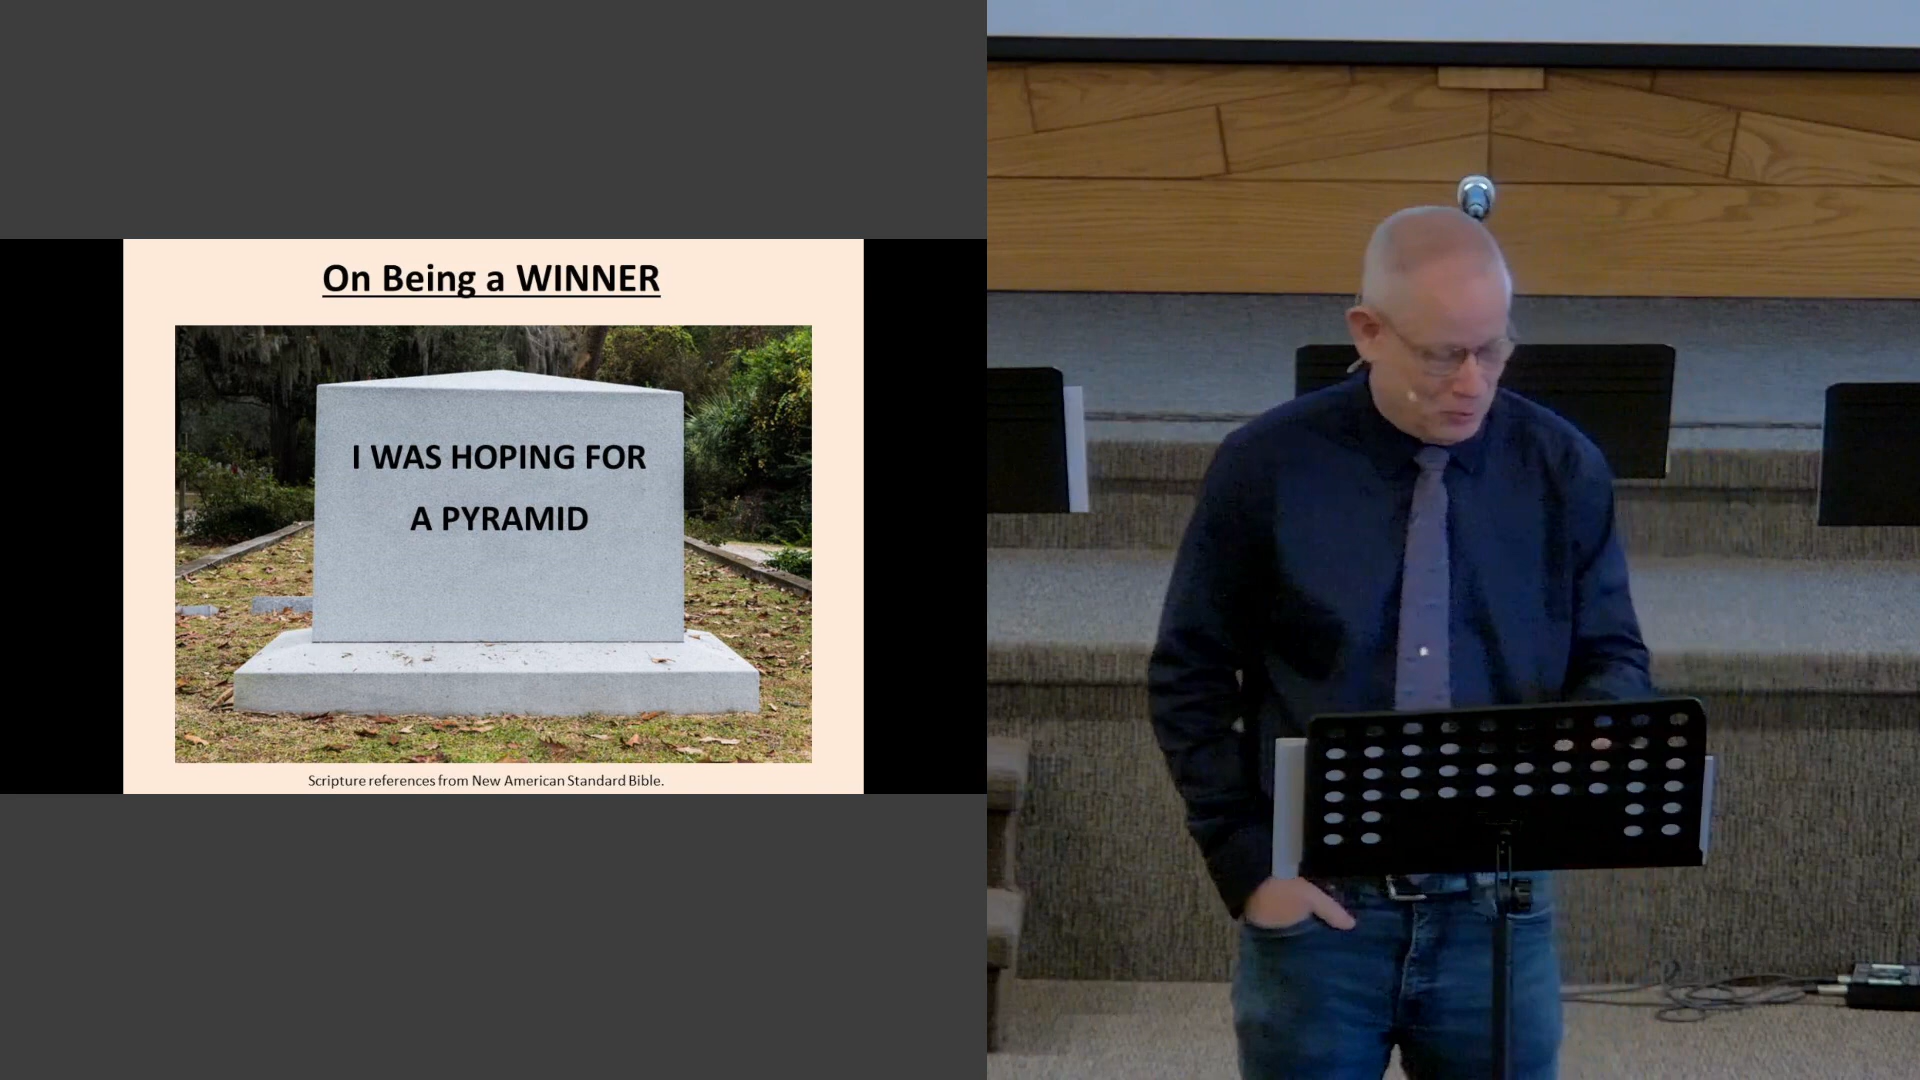 On Being a WINNER
I WAS HOPING FOR
A PYRAMID
Scripture references from New American Standard Bible.